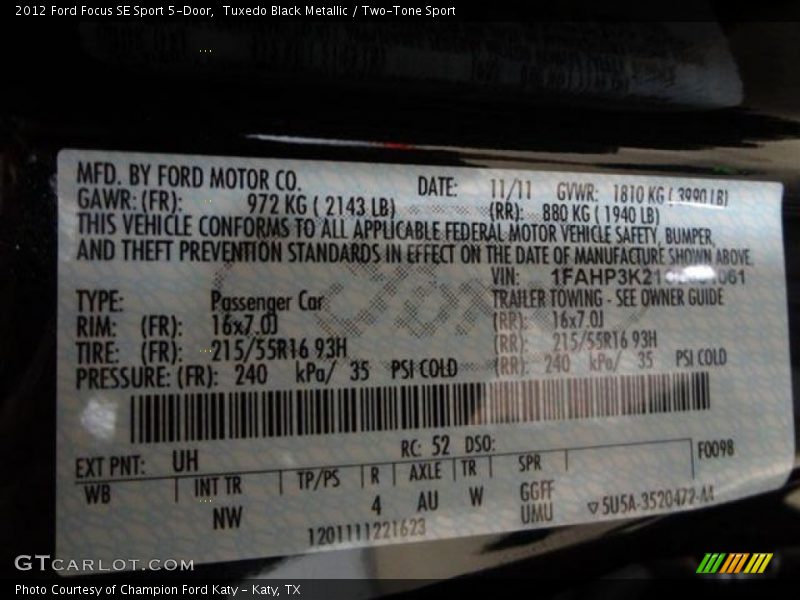 2012 Ford Focus SE Sport 5-Door,  Tuxedo Black Metallic / Two-Tone Sport
MFD. BY FORD MOTOR CO. DATE: 11/11 GVWR: 1810 KG ( 3990 LB)
GAWR: (FR): 972 KG ( 2143 LB) (RR): 880 KG ( 1940 LB)
THIS VEHICLE CONFORMS TO ALL APPLICABLE FEDERAL MOTOR VEHICLE SAFETY, BUMPER,
AND THEFT PREVENTION STANDARDS IN EFFECT ON THE DATE OF MANUFACTURE SHOWN ABOVE.
VIN:
TYPE: Passenger Car TRAILER TOWING - SEE OWNER GUIDE
RIM: (FR): 16x7.0J (RR): 16x7.0J
TIRE: (FR): 215/55R16 93H (RR): 215/55R16 93H
PRESSURE: (FR): 240 kPa/ 35 PSI COLD (RR): 240 kPa/ 35 PSI COLD
EXT PNT: UH RC: 52 DSO: F0098
WB INT TR TP/PS R AXLE TR SPR
NW 4 AU W GGFF
UMU
1201111221623
GTCARLOT.COM
Photo Courtesy of Champion Ford Katy - Katy, TX